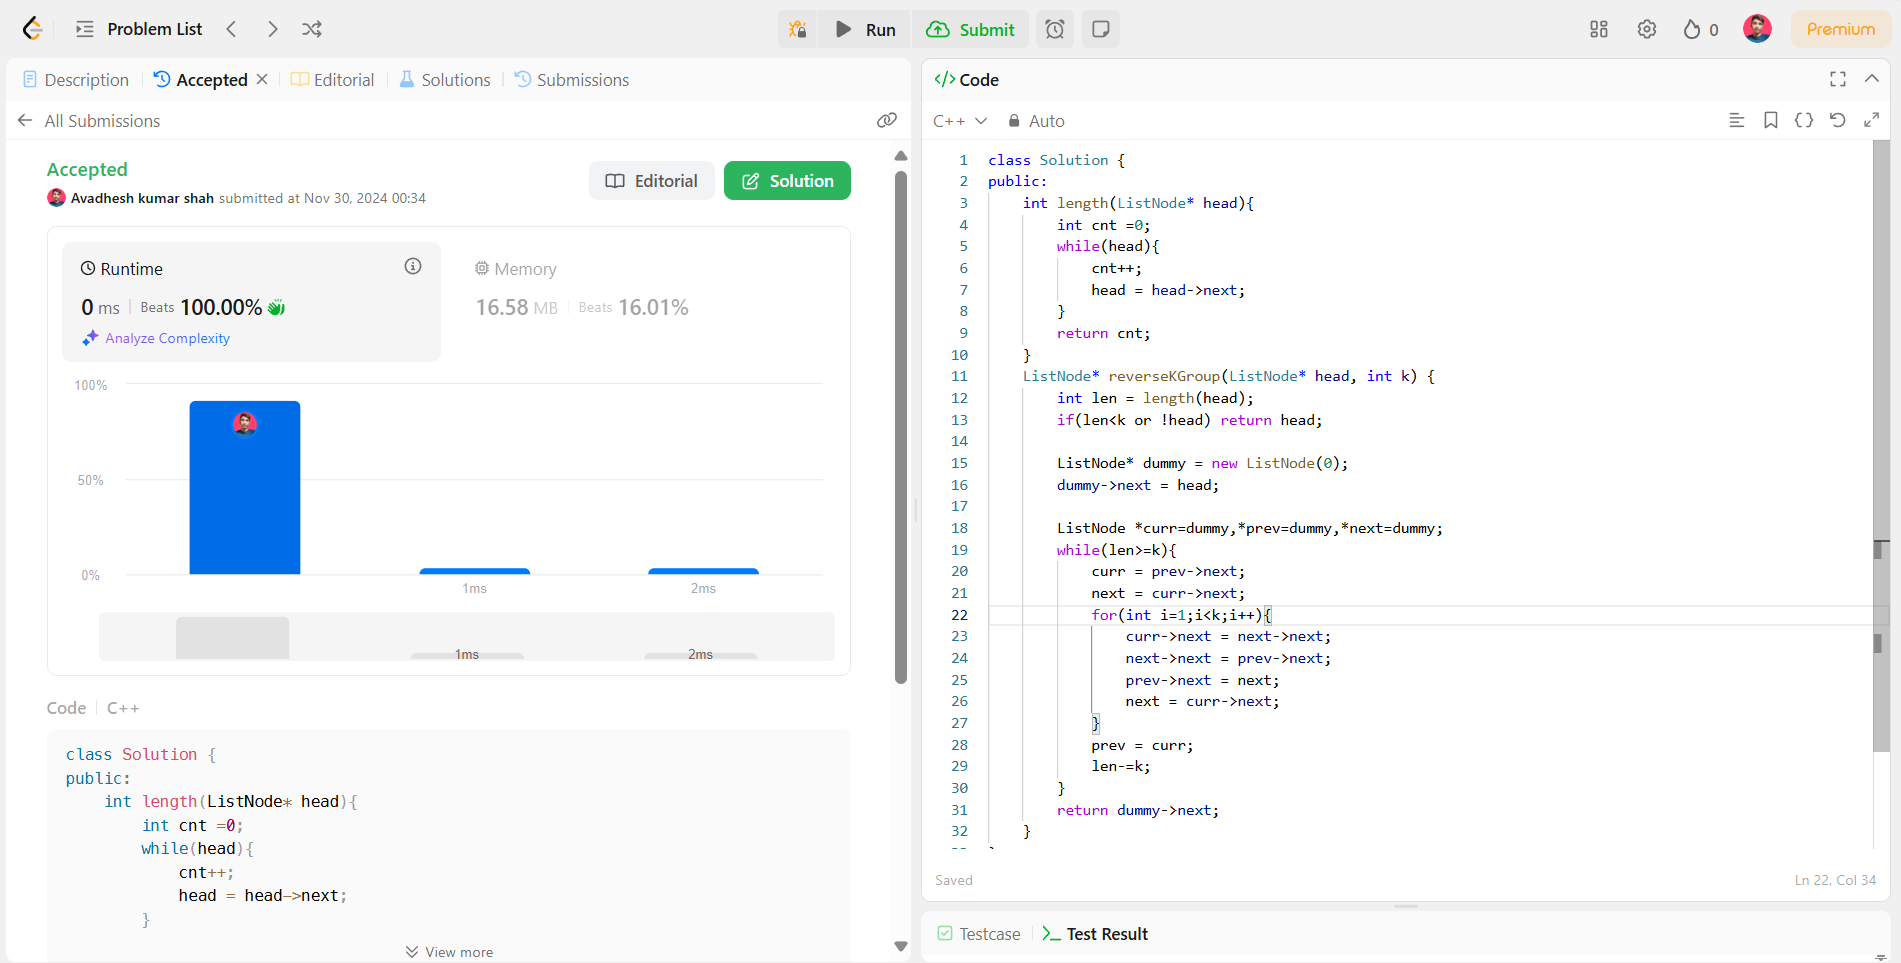 Problem List
Run
Submit
0
Premium
Description
Accepted
Editorial
Solutions
Submissions
All Submissions
Accepted
Avadhesh kumar shah submitted at Nov 30, 2024 00:34
Editorial
Solution
Runtime
0 ms
Beats 100.00%
Analyze Complexity
Memory
16.58 MB
Beats 16.01%
100%
50%
0%
1ms
2ms
1ms
2ms
Code
C++
class Solution {
public:
    int length(ListNode* head){
        int cnt =0;
        while(head){
            cnt++;
            head = head->next;
        }
View more
</> Code
C++
Auto
1 class Solution {
2 public:
3     int length(ListNode* head){
4         int cnt =0;
5         while(head){
6             cnt++;
7             head = head->next;
8         }
9         return cnt;
10     }
11     ListNode* reverseKGroup(ListNode* head, int k) {
12         int len = length(head);
13         if(len<k or !head) return head;
14
15         ListNode* dummy = new ListNode(0);
16         dummy->next = head;
17
18         ListNode *curr=dummy,*prev=dummy,*next=dummy;
19         while(len>=k){
20             curr = prev->next;
21             next = curr->next;
22             for(int i=1;i<k;i++){
23                 curr->next = next->next;
24                 next->next = prev->next;
25                 prev->next = next;
26                 next = curr->next;
27             }
28             prev = curr;
29             len-=k;
30         }
31         return dummy->next;
32     }
Saved
Ln 22, Col 34
Testcase
Test Result